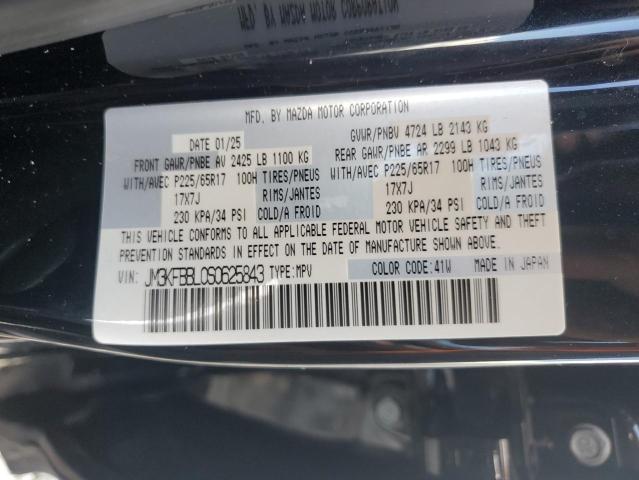 MFD. BY MAZDA MOTOR CORPORATION
DATE 01/25
GVWR/PNBV 4724 LB 2143 KG
FRONT GAWR/PNBE AV 2425 LB 1100 KG
REAR GAWR/PNBE AR 2299 LB 1043 KG
WITH/AVEC P225/65R17 100H TIRES/PNEUS
WITH/AVEC P225/65R17 100H TIRES/PNEUS
17X7J RIMS/JANTES
17X7J RIMS/JANTES
230 KPA/34 PSI COLD/A FROID
230 KPA/34 PSI COLD/A FROID
THIS VEHICLE CONFORMS TO ALL APPLICABLE FEDERAL MOTOR VEHICLE SAFETY AND THEFT
PREVENTION STANDARDS IN EFFECT ON THE DATE OF MANUFACTURE SHOWN ABOVE.
VIN: JM3KFBBL0S0625843 TYPE:MPV
COLOR CODE:41W MADE IN JAPAN